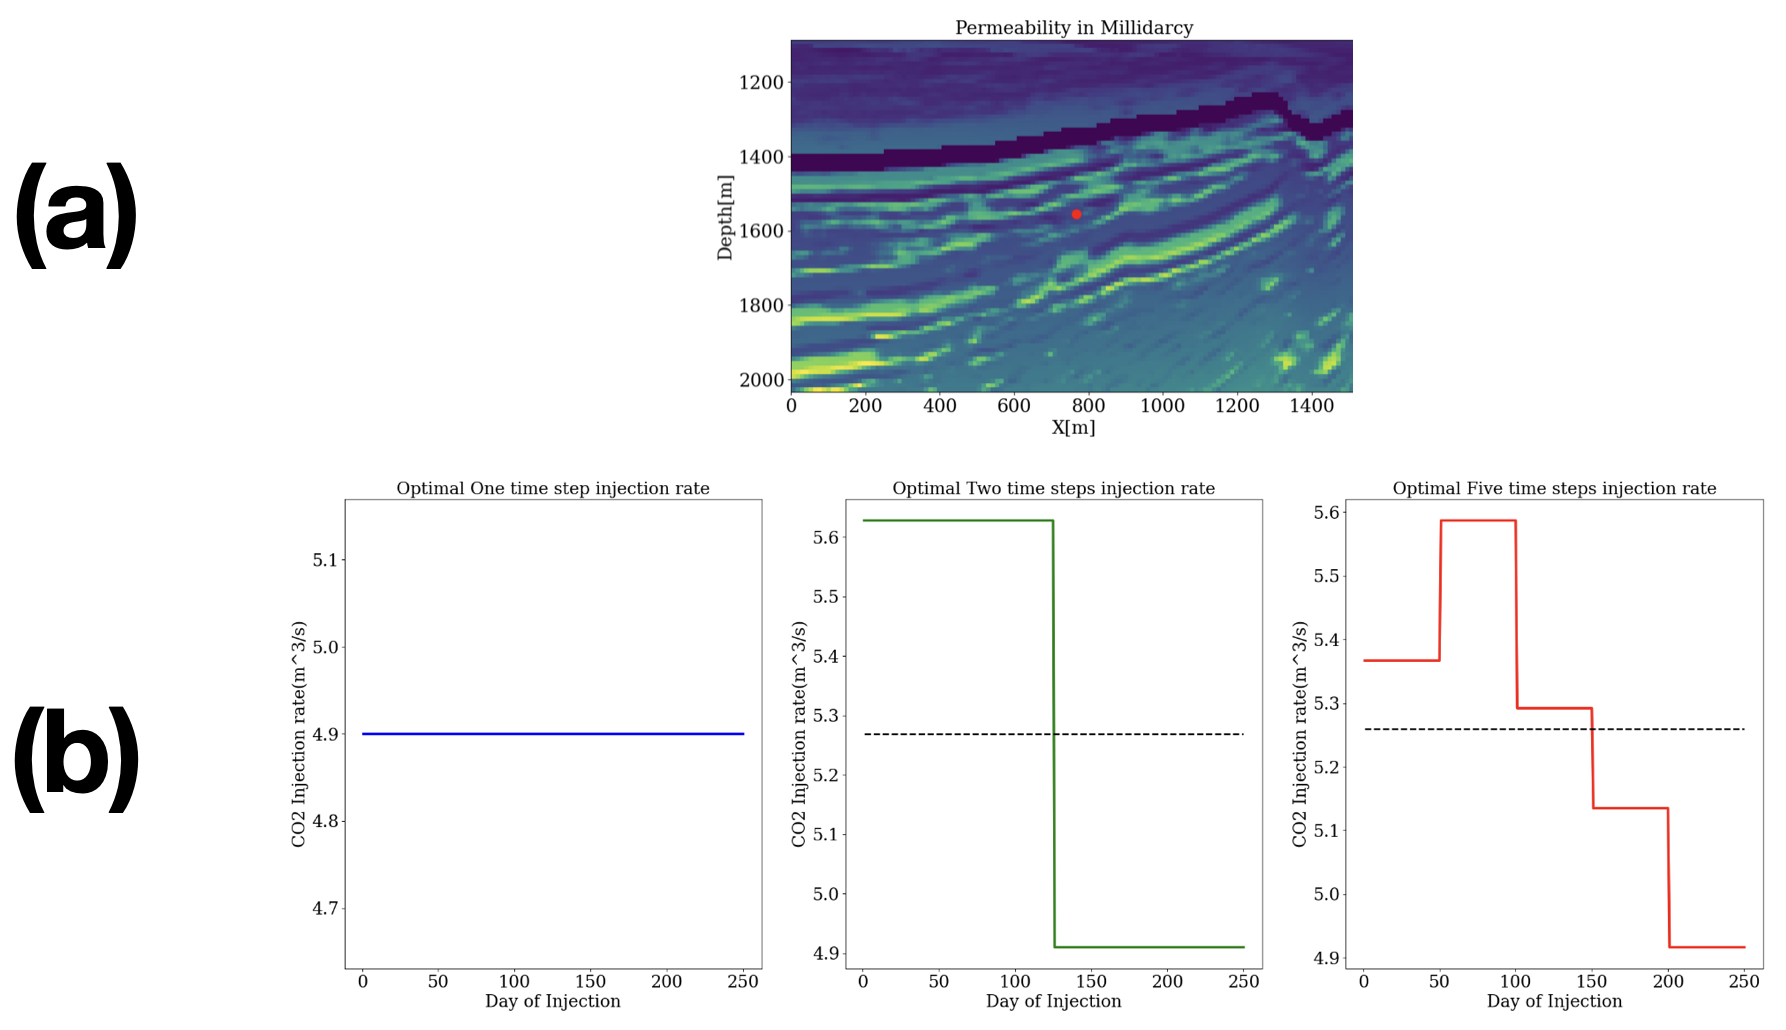 (a)
Permeability in Millidarcy
Depth[m]
1200
1400
1600
1800
2000
0 200 400 600 800 1000 1200 1400
X[m]
(b)
Optimal One time step injection rate
CO2 Injection rate(m^3/s)
5.1
5.0
4.9
4.8
4.7
0 50 100 150 200 250
Day of Injection
Optimal Two time steps injection rate
CO2 Injection rate(m^3/s)
5.6
5.5
5.4
5.3
5.2
5.1
5.0
4.9
0 50 100 150 200 250
Day of Injection
Optimal Five time steps injection rate
CO2 Injection rate(m^3/s)
5.6
5.5
5.4
5.3
5.2
5.1
5.0
4.9
0 50 100 150 200 250
Day of Injection